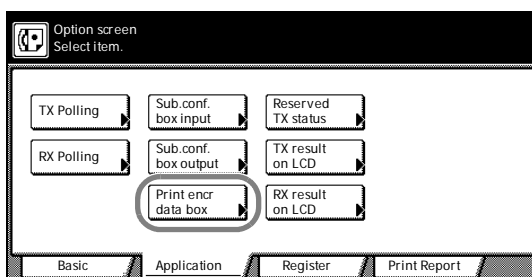 Option screen
Select item.
TX Polling
Sub.conf.
box input
Reserved
TX status
RX Polling
Sub.conf.
box output
TX result
on LCD
Print encr
data box
RX result
on LCD
Basic
Application
Register
Print Report